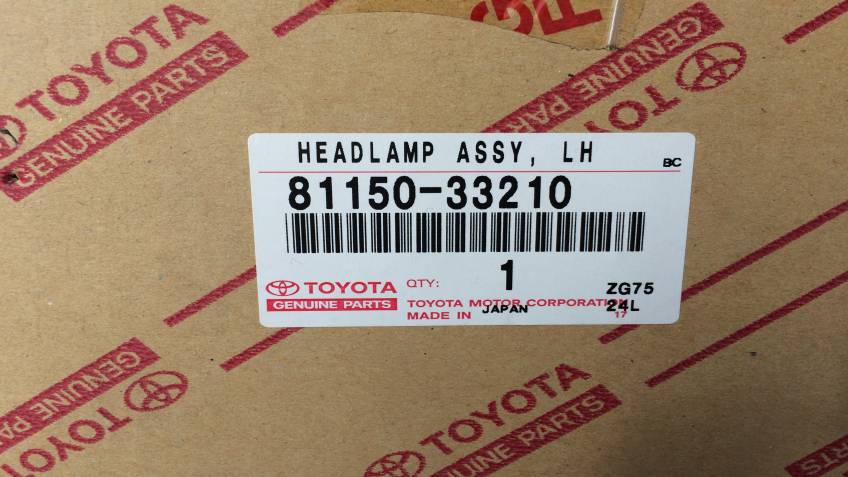 TOYOTA
GENUINE PARTS
GENUINE PARTS
HEADLAMP ASSY, LH
BC
81150-33210
TOYOTA
GENUINE PARTS
QTY: 1
ZG75
24L
TOYOTA MOTOR CORPORATION
17
MADE IN JAPAN
GENUINE PARTS
TOYOTA
TOYOTA
GENUINE PARTS